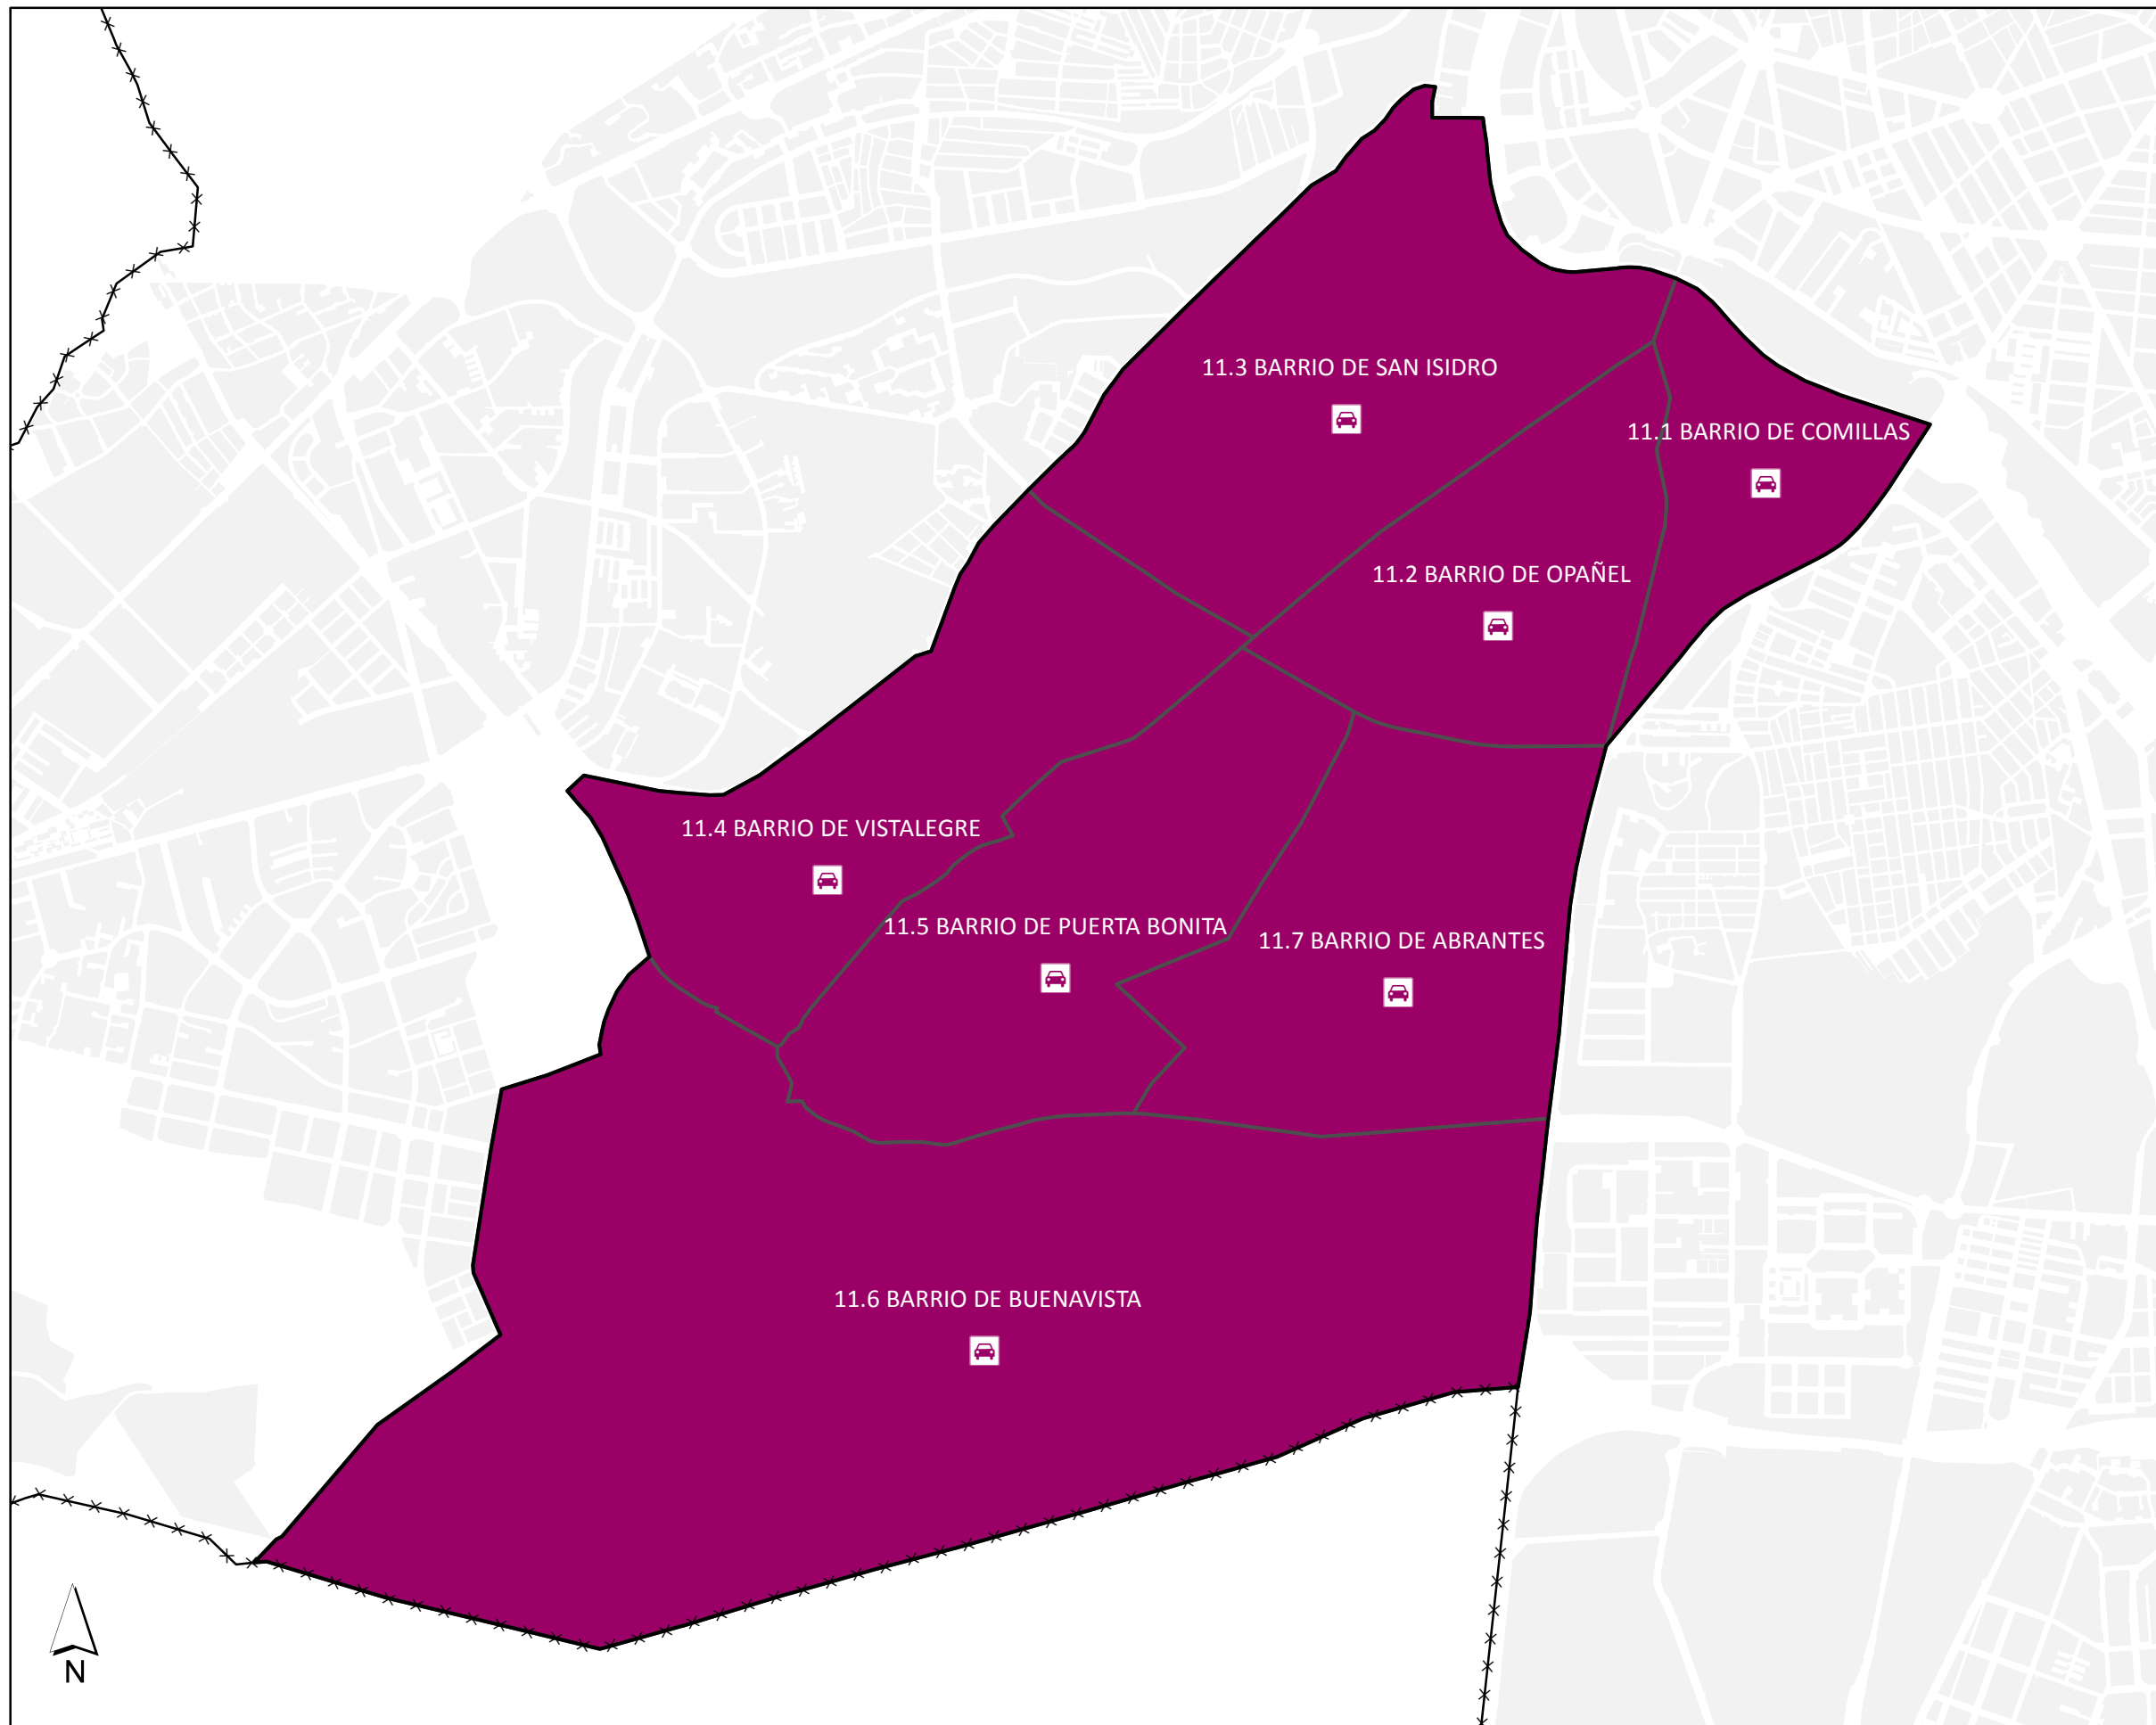 11.3 BARRIO DE SAN ISIDRO
11.1 BARRIO DE COMILLAS
11.2 BARRIO DE OPAÑEL
11.4 BARRIO DE VISTALEGRE
11.5 BARRIO DE PUERTA BONITA
11.7 BARRIO DE ABRANTES
11.6 BARRIO DE BUENAVISTA
N